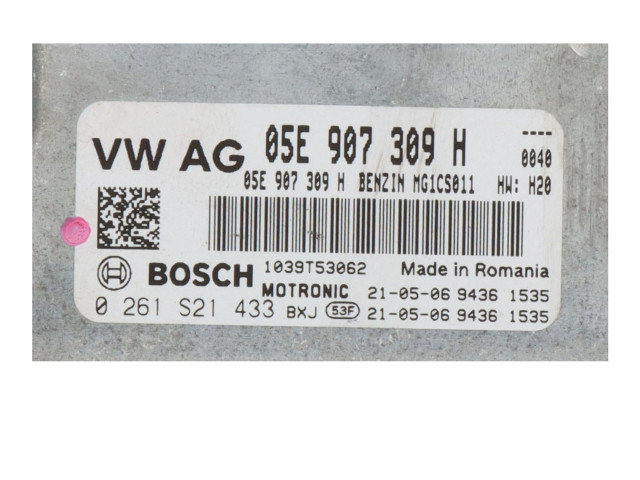 VW AG 05E 907 309 H ----
0040
05E 907 309 H BENZIN MG1CS011 HW: H20
BOSCH 1039T53062 Made in Romania
MOTRONIC 21-05-06 9436 1535
0 261 S21 433 BXJ 53F 21-05-06 9436 1535